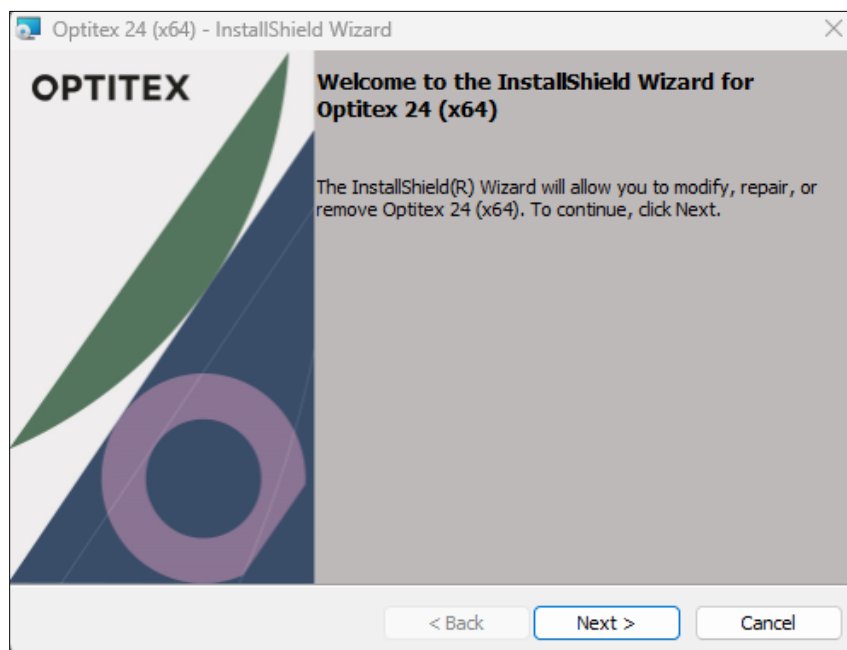 Optitex 24 (x64) - InstallShield Wizard
OPTITEX
Welcome to the InstallShield Wizard for
Optitex 24 (x64)
The InstallShield(R) Wizard will allow you to modify, repair, or
remove Optitex 24 (x64). To continue, click Next.
< Back
Next >
Cancel